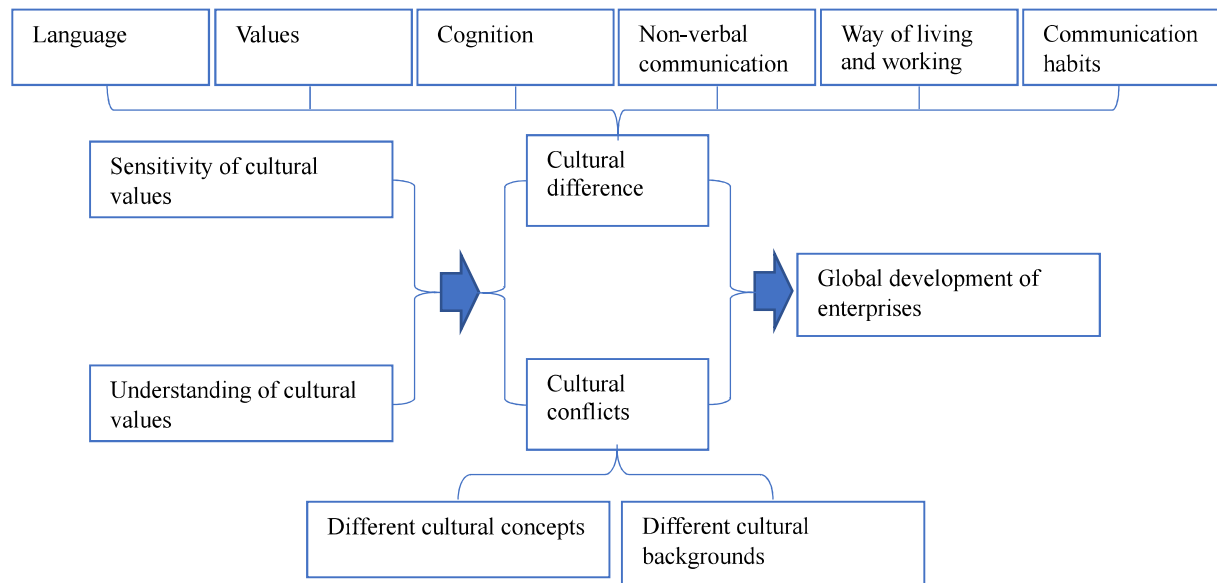 Language
Values
Cognition
Non-verbal
communication
Way of living
and working
Communication
habits
Sensitivity of cultural
values
Cultural
difference
Global development of
enterprises
Understanding of cultural
values
Cultural
conflicts
Different cultural concepts
Different cultural
backgrounds